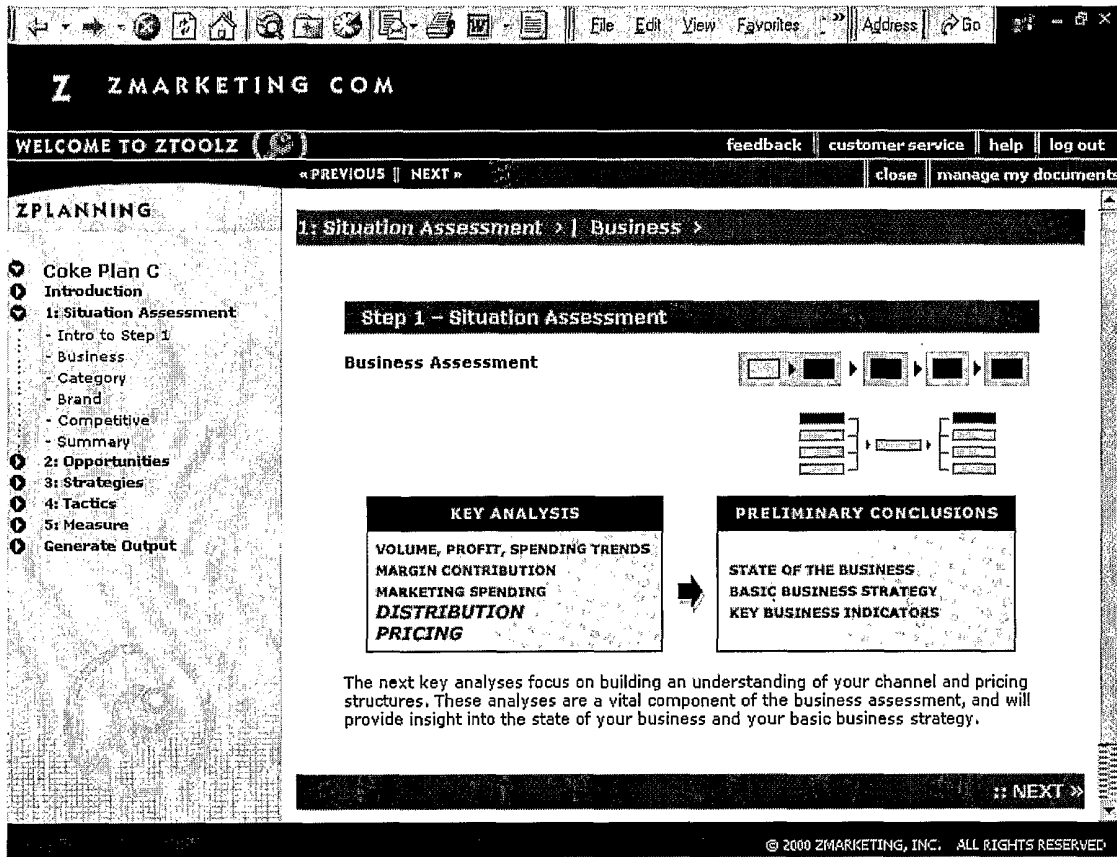 File Edit View Favorites » Address Go
Z ZMARKETING COM
WELCOME TO ZTOOLZ
feedback || customer service || help || log out
« PREVIOUS || NEXT »
close || manage my documents
ZPLANNING
Coke Plan C
Introduction
1: Situation Assessment
- Intro to Step 1
- Business
- Category
- Brand
- Competitive
- Summary
2: Opportunities
3: Strategies
4: Tactics
5: Measure
Generate Output
1: Situation Assessment > | Business >
Step 1 – Situation Assessment
Business Assessment
KEY ANALYSIS
VOLUME, PROFIT, SPENDING TRENDS
MARGIN CONTRIBUTION
MARKETING SPENDING
DISTRIBUTION
PRICING
PRELIMINARY CONCLUSIONS
STATE OF THE BUSINESS
BASIC BUSINESS STRATEGY
KEY BUSINESS INDICATORS
The next key analyses focus on building an understanding of your channel and pricing
structures. These analyses are a vital component of the business assessment, and will
provide insight into the state of your business and your basic business strategy.
:: NEXT »
© 2000 ZMARKETING, INC. ALL RIGHTS RESERVED